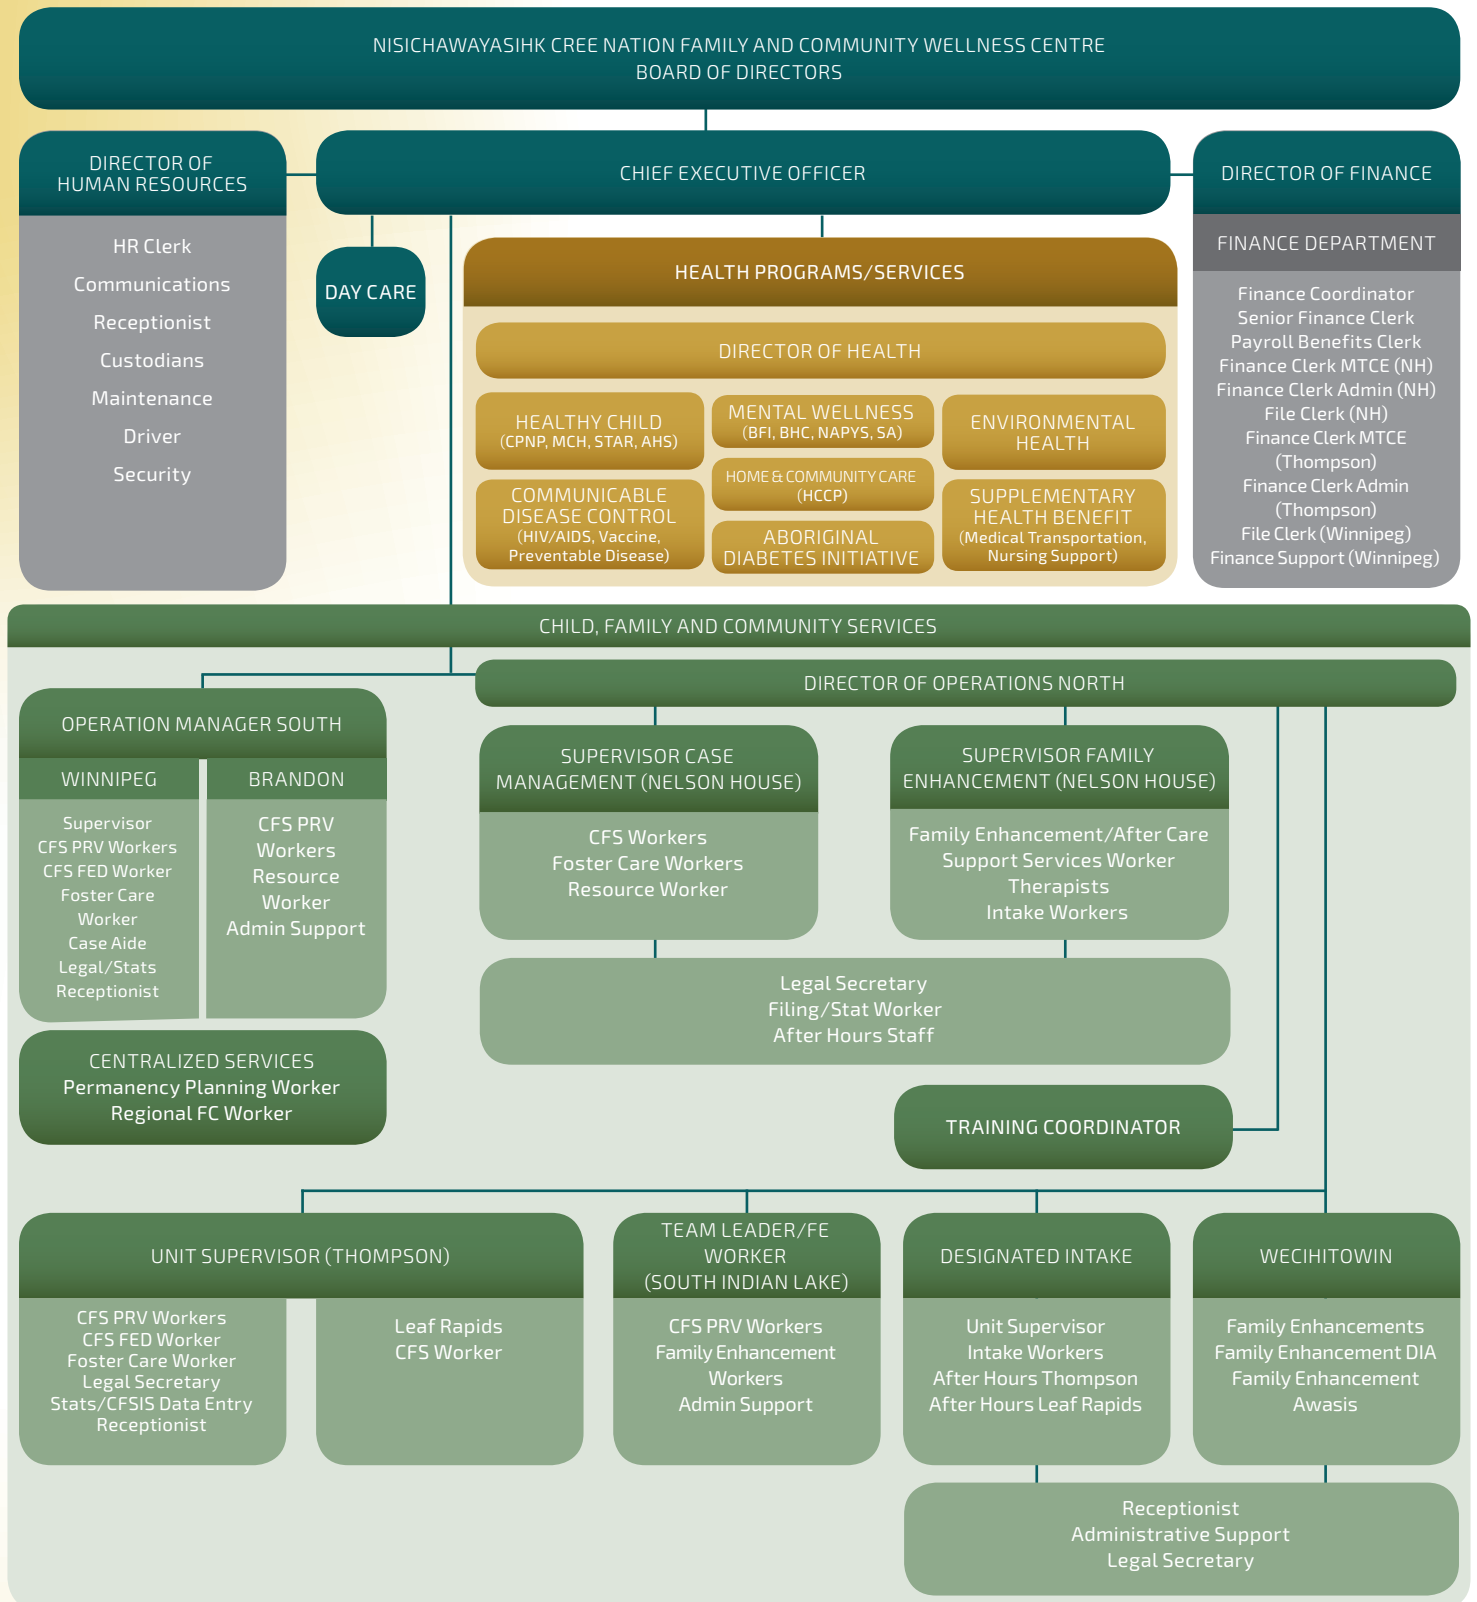 NISICHAWAYASIHK CREE NATION FAMILY AND COMMUNITY WELLNESS CENTRE
BOARD OF DIRECTORS
DIRECTOR OF
HUMAN RESOURCES
HR Clerk
Communications
Receptionist
Custodians
Maintenance
Driver
Security
CHIEF EXECUTIVE OFFICER
DAY CARE
HEALTH PROGRAMS/SERVICES
DIRECTOR OF HEALTH
HEALTHY CHILD
(CPNP, MCH, STAR, AHS)
COMMUNICABLE
DISEASE CONTROL
(HIV/AIDS, Vaccine,
Preventable Disease)
MENTAL WELLNESS
(BFI, BHC, NAPYS, SA)
HOME & COMMUNITY CARE
(HCCP)
ABORIGINAL
DIABETES INITIATIVE
ENVIRONMENTAL
HEALTH
SUPPLEMENTARY
HEALTH BENEFIT
(Medical Transportation,
Nursing Support)
DIRECTOR OF FINANCE
FINANCE DEPARTMENT
Finance Coordinator
Senior Finance Clerk
Payroll Benefits Clerk
Finance Clerk MTCE (NH)
Finance Clerk Admin (NH)
File Clerk (NH)
Finance Clerk MTCE
(Thompson)
Finance Clerk Admin
(Thompson)
File Clerk (Winnipeg)
Finance Support (Winnipeg)
CHILD, FAMILY AND COMMUNITY SERVICES
OPERATION MANAGER SOUTH
WINNIPEG
Supervisor
CFS PRV Workers
CFS FED Worker
Foster Care
Worker
Case Aide
Legal/Stats
Receptionist
BRANDON
CFS PRV
Workers
Resource
Worker
Admin Support
CENTRALIZED SERVICES
Permanency Planning Worker
Regional FC Worker
DIRECTOR OF OPERATIONS NORTH
SUPERVISOR CASE
MANAGEMENT (NELSON HOUSE)
CFS Workers
Foster Care Workers
Resource Worker
SUPERVISOR FAMILY
ENHANCEMENT (NELSON HOUSE)
Family Enhancement/After Care
Support Services Worker
Therapists
Intake Workers
Legal Secretary
Filing/Stat Worker
After Hours Staff
TRAINING COORDINATOR
UNIT SUPERVISOR (THOMPSON)
CFS PRV Workers
CFS FED Worker
Foster Care Worker
Legal Secretary
Stats/CFSIS Data Entry
Receptionist
Leaf Rapids
CFS Worker
TEAM LEADER/FE
WORKER
(SOUTH INDIAN LAKE)
CFS PRV Workers
Family Enhancement
Workers
Admin Support
DESIGNATED INTAKE
Unit Supervisor
Intake Workers
After Hours Thompson
After Hours Leaf Rapids
WECIHITOWIN
Family Enhancements
Family Enhancement DIA
Family Enhancement
Awasis
Receptionist
Administrative Support
Legal Secretary